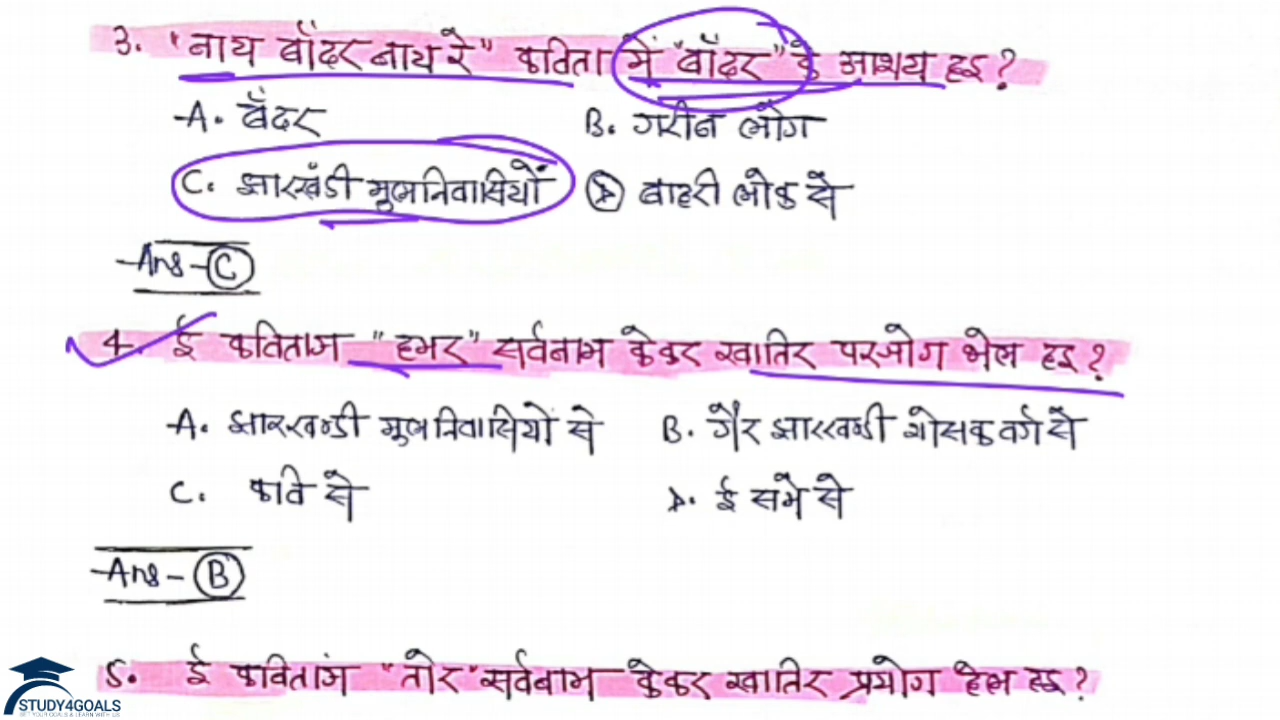 3. "नाय बाँदर नाय रे" कविता में "बाँदर" के आशय हइ?
A. बाँदर
B. गरीब लोग
C. झारखंडी मुलनिवासियों
D बाहरी लोक से
Ans - C
4. ई कविताञ "हमर" सर्वनाम केकर खातिर परजोग भेल हइ?
A. झारखण्डी मुलनिवासियों से
B. गैर झारखण्डी शोसक वर्ग से
C. कवि से
D. ई सभे से
Ans - B
5. ई कविताञ "तोर" सर्वनाम केकर खातिर प्रयोग हेल हइ?
STUDY4GOALS